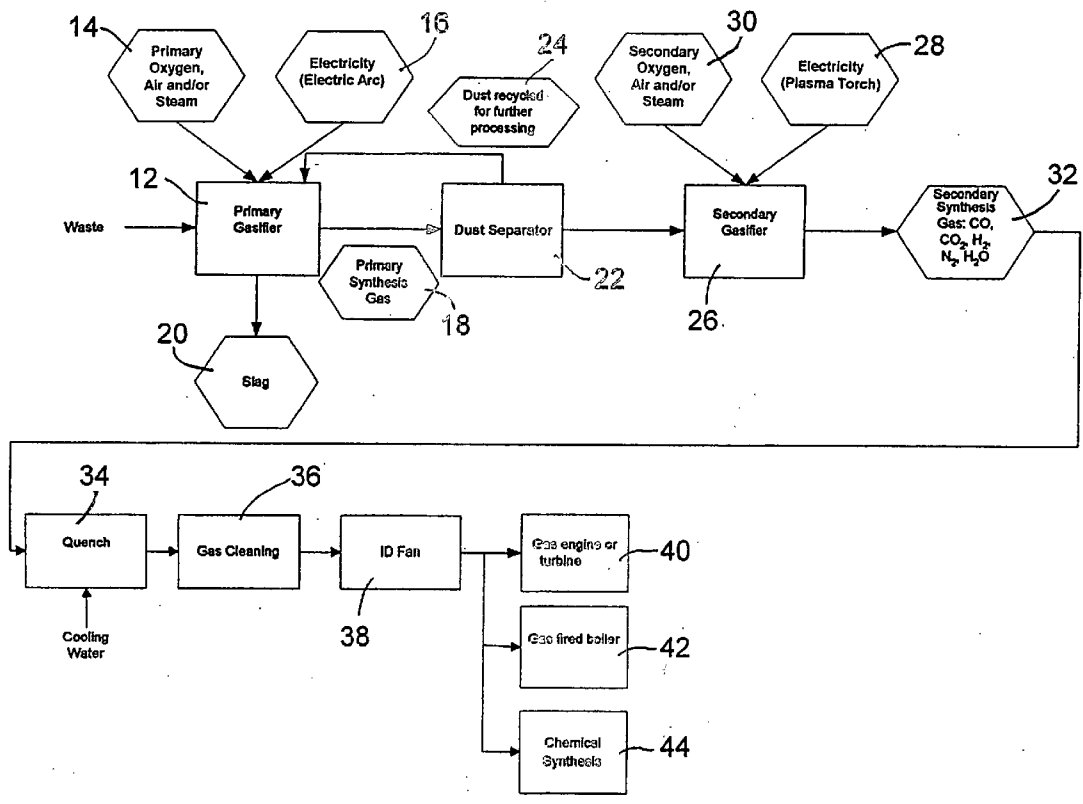 14
Primary
Oxygen,
Air and/or
Steam
16
Electricity
(Electric Arc)
24
Dust recycled
for further
processing
30
Secondary
Oxygen,
Air and/or
Steam
28
Electricity
(Plasma Torch)
12
Waste
Primary
Gasifier
Dust Separator
22
Secondary
Gasifier
26
32
Secondary
Synthesis
Gas: CO,
CO₂, H₂,
N₂, H₂O
Primary
Synthesis
Gas
18
20
Slag
34
Quench
Cooling
Water
36
Gas Cleaning
ID Fan
38
Gas engine or
turbine
40
Gas fired boiler
42
Chemical
Synthesis
44